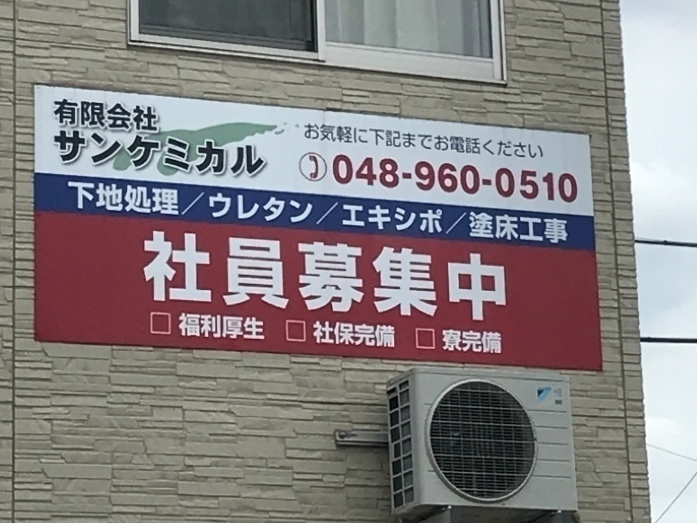 有限会社
サンケミカル
お気軽に下記までお電話ください
048-960-0510
下地処理／ウレタン／エキシポ／塗床工事
社員募集中
□ 福利厚生 □ 社保完備 □ 寮完備